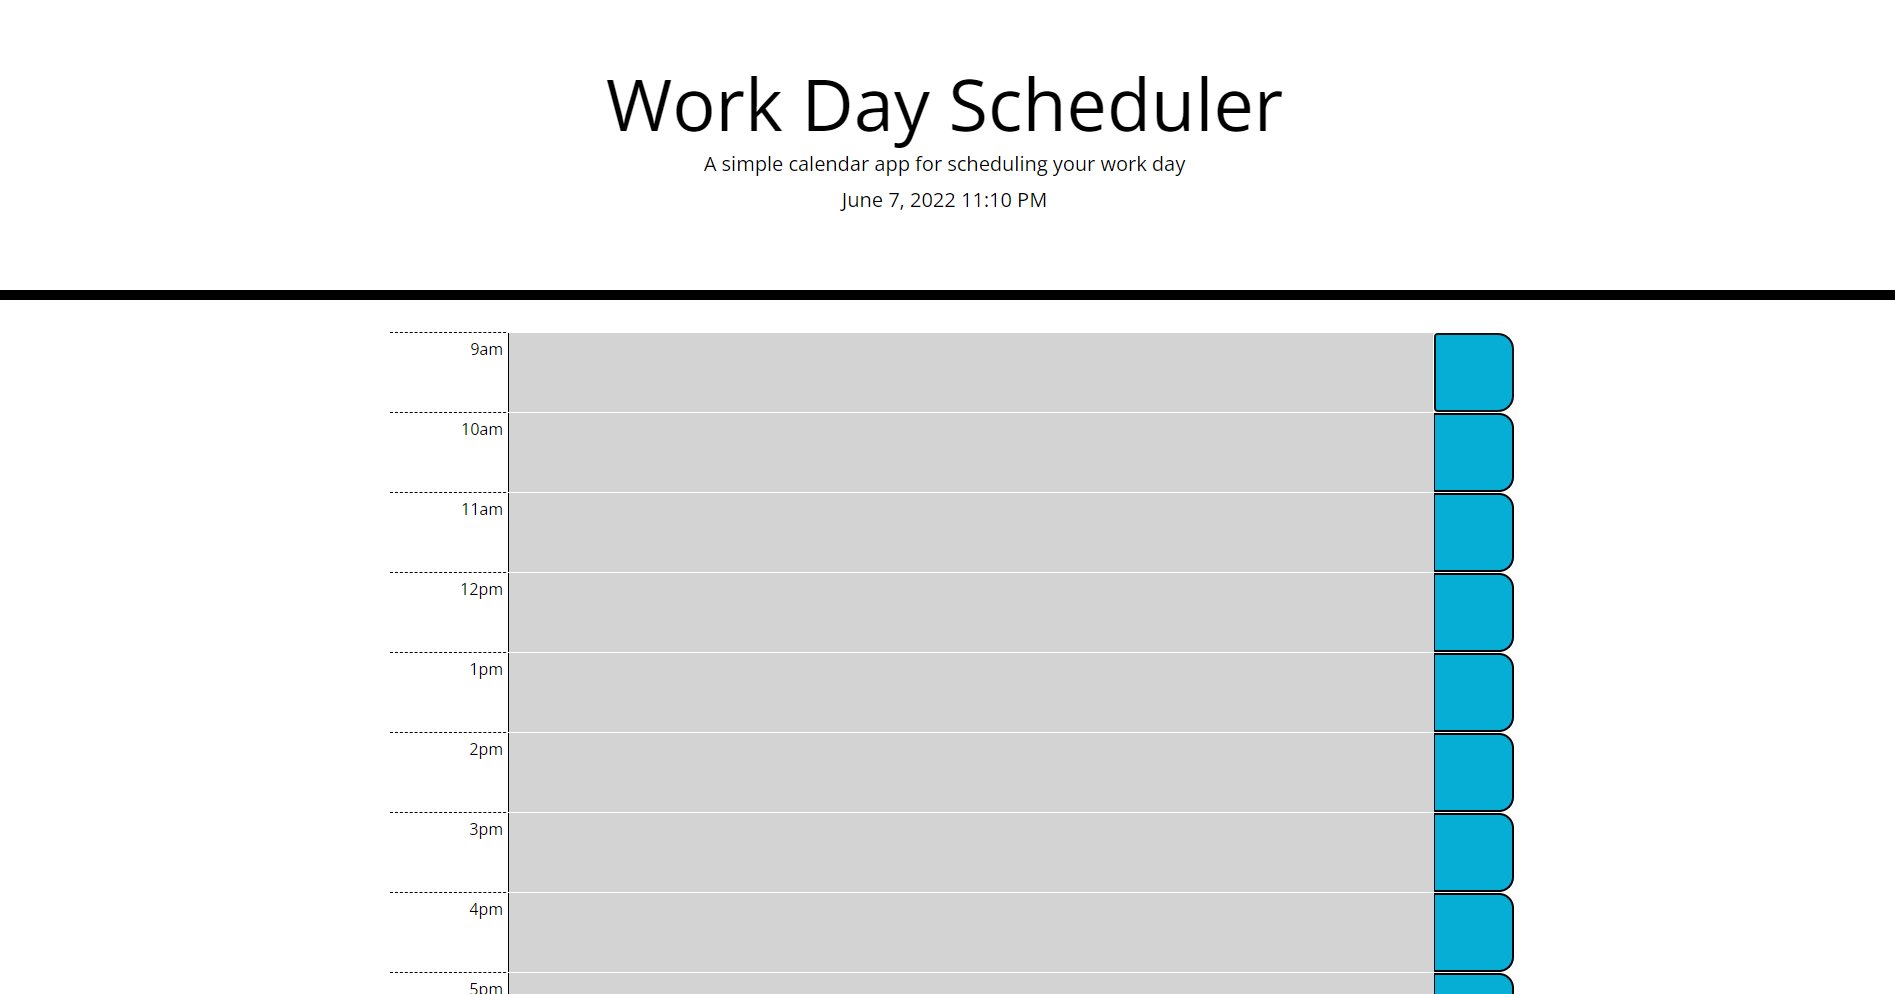 Work Day Scheduler
A simple calendar app for scheduling your work day
June 7, 2022 11:10 PM
9am
10am
11am
12pm
1pm
2pm
3pm
4pm
5pm